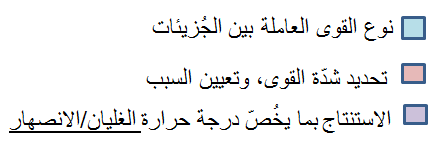 نوع القوى العاملة بين الجُزيئات
تحديد شدّة القوى، وتعيين السبب
الاستنتاج بما يخُصّ درجة حرارة الغليان/الانصهار